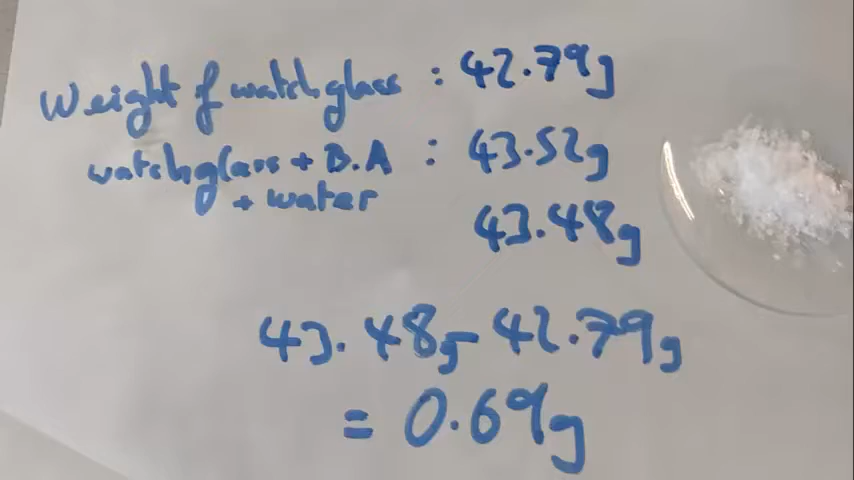 Weight of watchglass : 42.79g
watchglass + B.A : 43.52g
+ water
43.48g
43.48g - 42.79g
= 0.69g